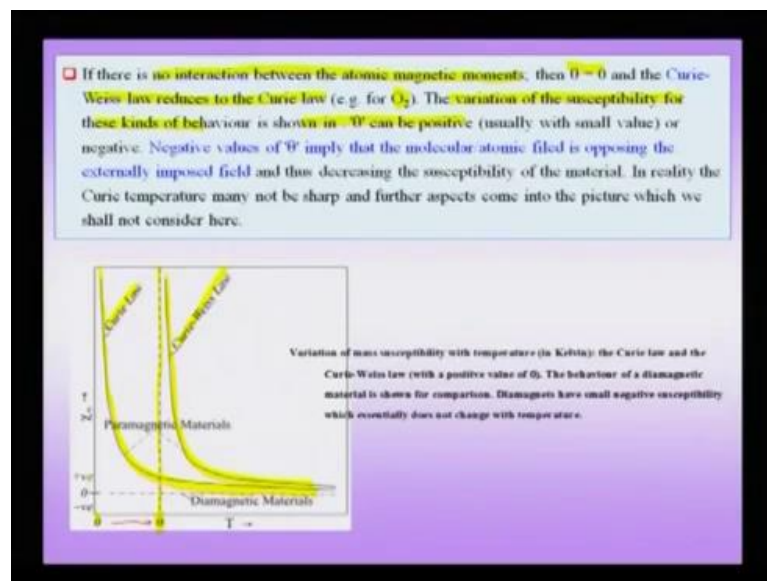 If there is no interaction between the atomic magnetic moments, then θ = 0 and the Curie-
Weiss law reduces to the Curie law (e.g. for O₂). The variation of the susceptibility for
these kinds of behaviour is shown in . 'θ' can be positive (usually with small value) or
negative. Negative values of 'θ' imply that the molecular atomic filed is opposing the
externally imposed field and thus decreasing the susceptibility of the material. In reality the
Curie temperature many not be sharp and further aspects come into the picture which we
shall not consider here.
Curie Law
Curie-Weiss Law
Variation of mass susceptibility with temperature (in Kelvin): the Curie law and the
Curie-Weiss law (with a positive value of θ). The behaviour of a diamagnetic
material is shown for comparison. Diamagnets have small negative susceptibility
which essentially does not change with temperature.
Paramagnetic Materials
+ve
0
-ve
Diamagnetic Materials
0
θ
T →